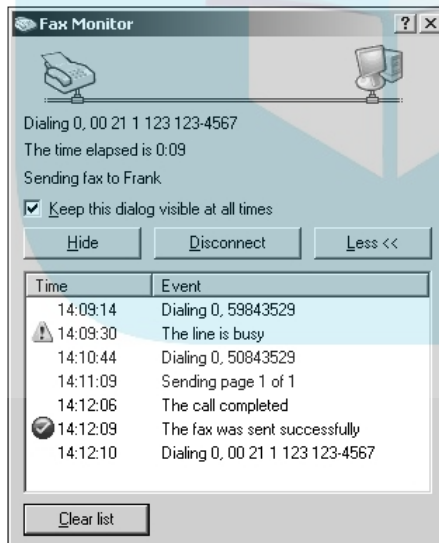 Fax Monitor
Dialing 0, 00 21 1 123 123-4567
The time elapsed is 0:09
Sending fax to Frank
Keep this dialog visible at all times
Hide Disconnect Less <<
Time Event
14:09:14 Dialing 0, 59843529
14:09:30 The line is busy
14:10:44 Dialing 0, 50843529
14:11:09 Sending page 1 of 1
14:12:06 The call completed
14:12:09 The fax was sent successfully
14:12:10 Dialing 0, 00 21 1 123 123-4567
Clear list